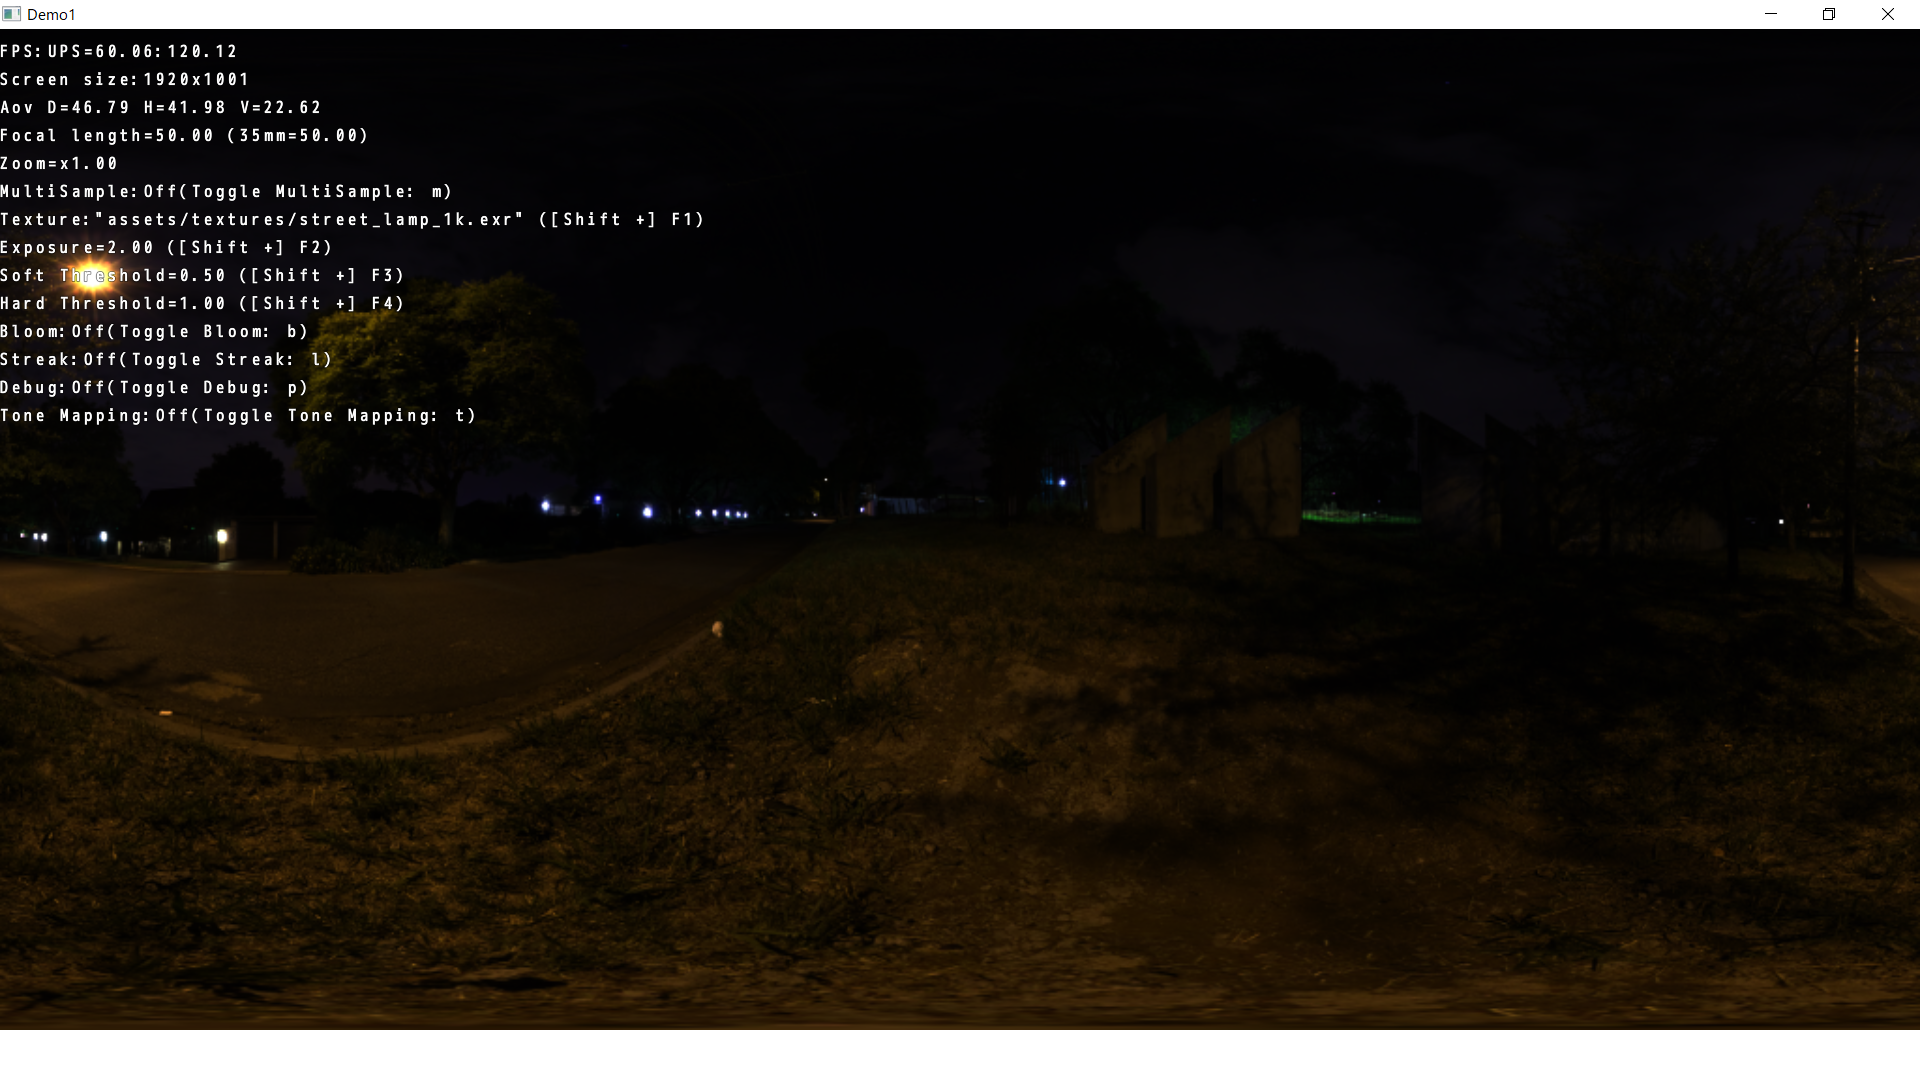 Demo1
FPS:UPS=60.06:120.12
Screen size:1920x1001
Aov D=46.79 H=41.98 V=22.62
Focal length=50.00 (35mm=50.00)
Zoom=x1.00
MultiSample:Off(Toggle MultiSample: m)
Texture:"assets/textures/street_lamp_1k.exr" ([Shift +] F1)
Exposure=2.00 ([Shift +] F2)
Soft Threshold=0.50 ([Shift +] F3)
Hard Threshold=1.00 ([Shift +] F4)
Bloom:Off(Toggle Bloom: b)
Streak:Off(Toggle Streak: l)
Debug:Off(Toggle Debug: p)
Tone Mapping:Off(Toggle Tone Mapping: t)